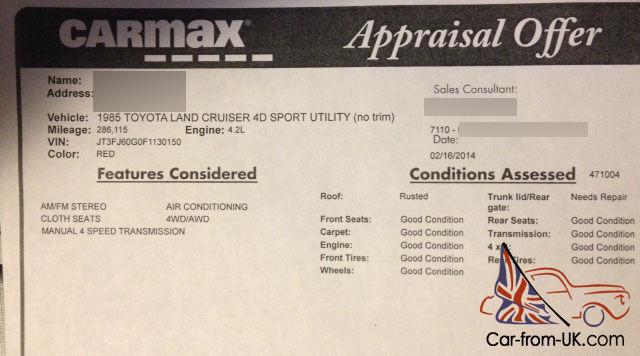 CARMAX® Appraisal Offer
Name:
Address:
Sales Consultant:
Vehicle: 1985 TOYOTA LAND CRUISER 4D SPORT UTILITY (no trim)
Mileage: 286,115 Engine: 4.2L
7110 -
VIN: JT3FJ60G0F1130150
Date:
Color: RED
02/16/2014
Features Considered
Conditions Assessed 471004
AM/FM STEREO AIR CONDITIONING
CLOTH SEATS 4WD/AWD
MANUAL 4 SPEED TRANSMISSION
Roof: Rusted
Front Seats: Good Condition
Carpet: Good Condition
Engine: Good Condition
Front Tires: Good Condition
Wheels: Good Condition
Trunk lid/Rear gate: Needs Repair
Rear Seats: Good Condition
Transmission: Good Condition
4 x Good Condition
Tires: Good Condition
Car-from-UK.com